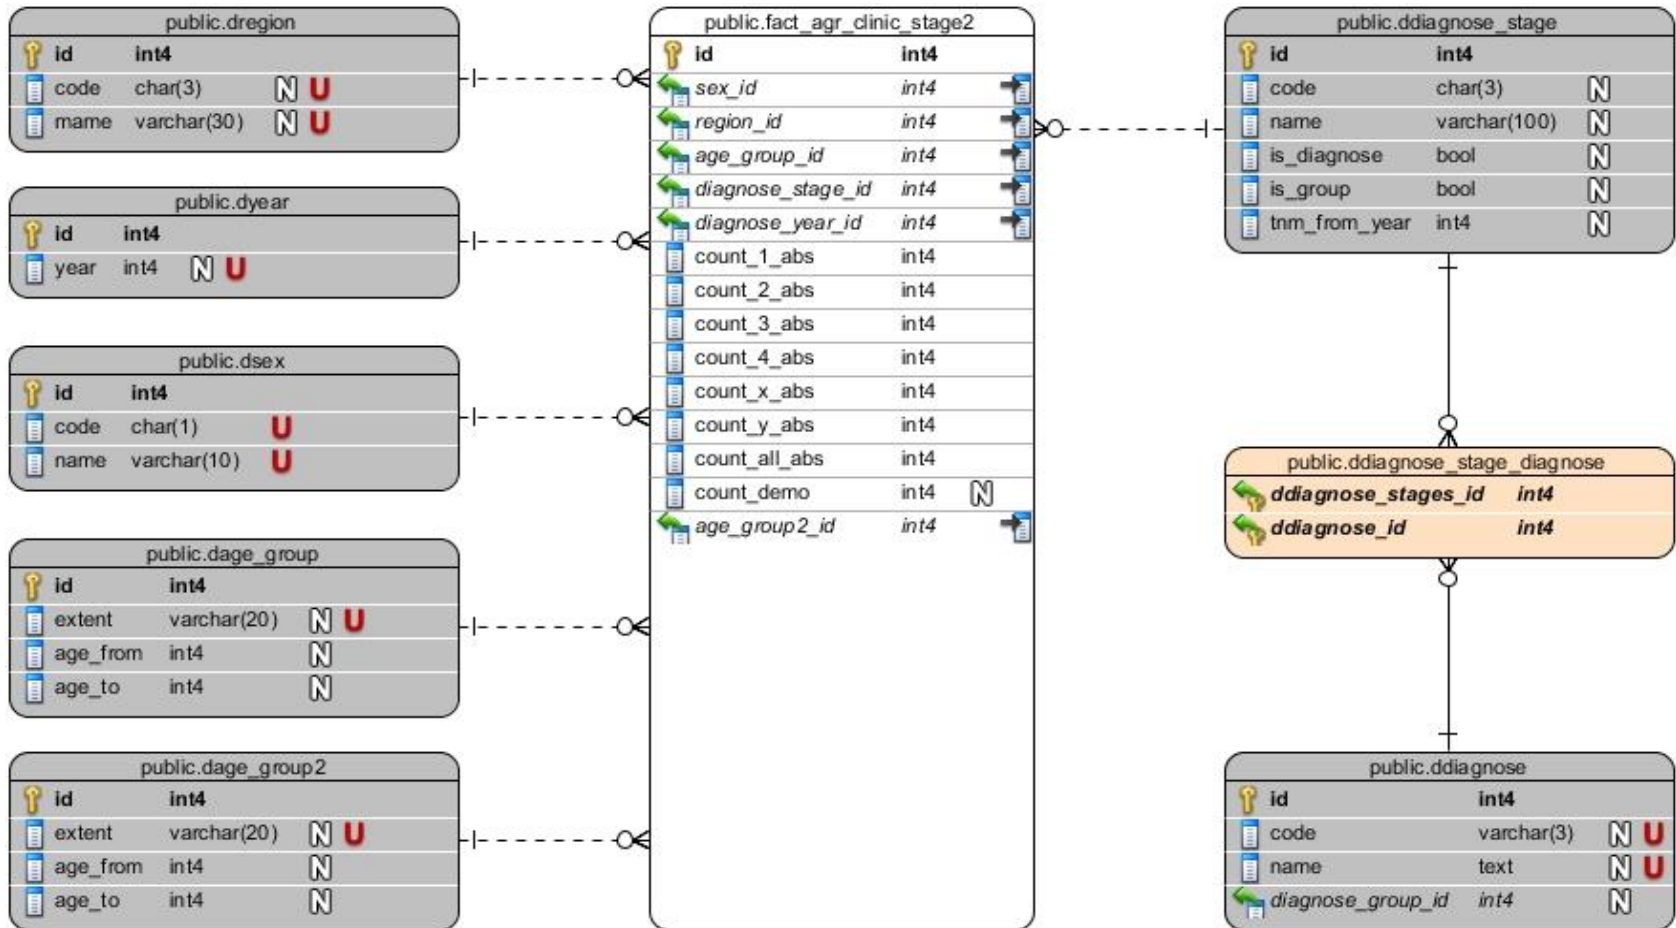 public.dregion
id int4
code char(3) N U
mame varchar(30) N U
public.dyear
id int4
year int4 N U
public.dsex
id int4
code char(1) U
name varchar(10) U
public.dage_group
id int4
extent varchar(20) N U
age_from int4 N
age_to int4 N
public.dage_group2
id int4
extent varchar(20) N U
age_from int4 N
age_to int4 N
public.fact_agr_clinic_stage2
id int4
sex_id int4
region_id int4
age_group_id int4
diagnose_stage_id int4
diagnose_year_id int4
count_1_abs int4
count_2_abs int4
count_3_abs int4
count_4_abs int4
count_x_abs int4
count_y_abs int4
count_all_abs int4
count_demo int4 N
age_group2_id int4
public.ddiagnose_stage
id int4
code char(3) N
name varchar(100) N
is_diagnose bool N
is_group bool N
tnm_from_year int4 N
public.ddiagnose_stage_diagnose
ddiagnose_stages_id int4
ddiagnose_id int4
public.ddiagnose
id int4
code varchar(3) N U
name text N U
diagnose_group_id int4 N